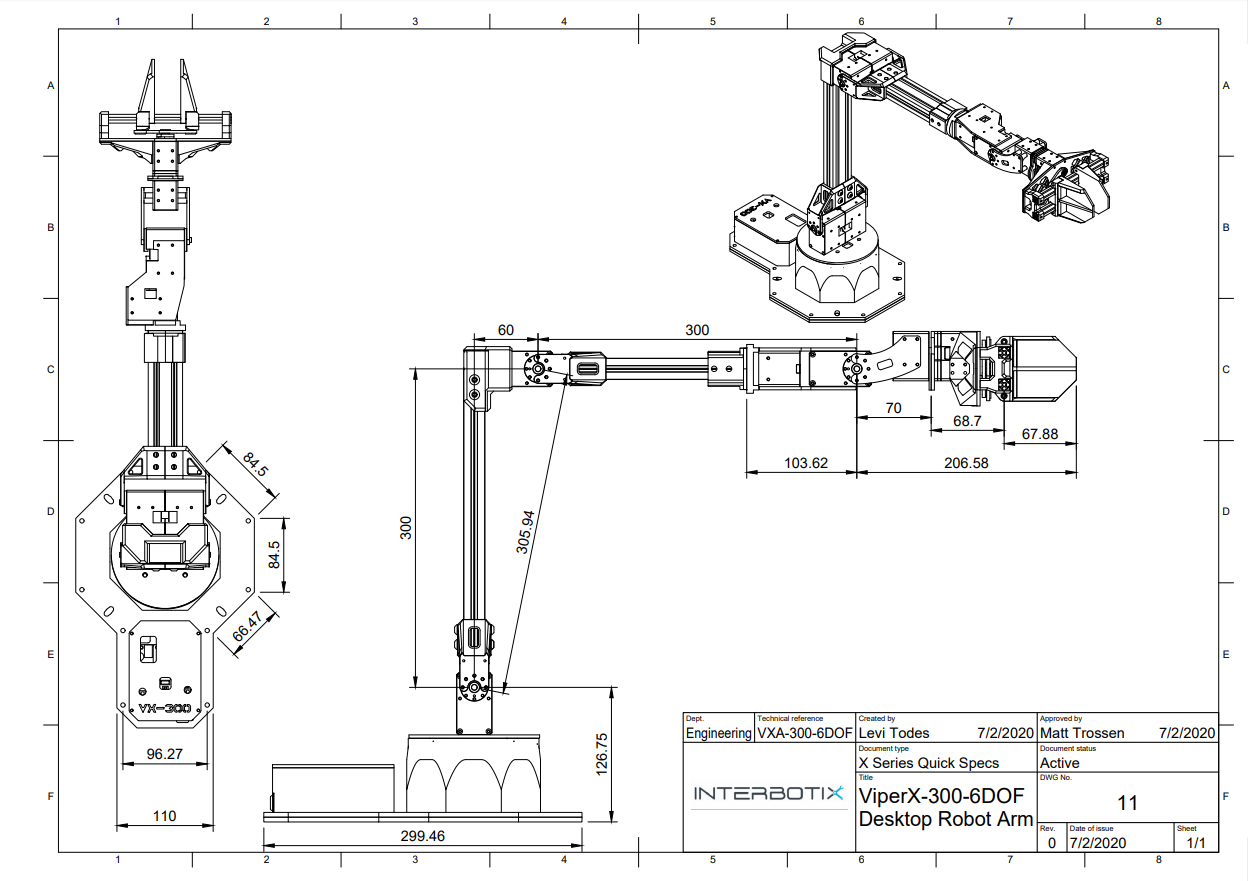 1 2 3 4 5 6 7 8
A A
B B
C C
D D
E E
F F
VX-300
84.5
84.5
66.47
VX-300
96.27
110
60
300
70
68.7
67.88
103.62
206.58
300
305.94
126.75
299.46
Dept.
Engineering
Technical reference
VXA-300-6DOF
Created by
Levi Todes 7/2/2020
Approved by
Matt Trossen 7/2/2020
Document type
X Series Quick Specs
Document status
Active
INTERBOTIX
Title
ViperX-300-6DOF
Desktop Robot Arm
DWG No.
11
Rev.
0
Date of issue
7/2/2020
Sheet
1/1
1 2 3 4 5 6 7 8